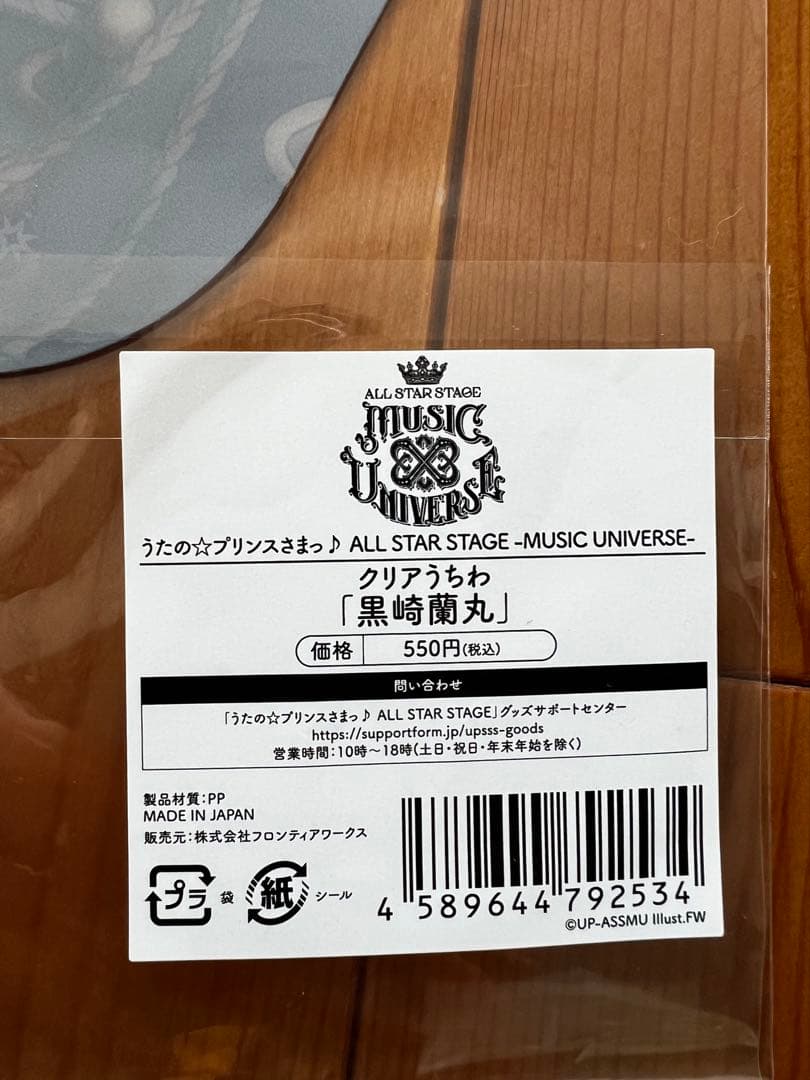 ALL STAR STAGE
MUSIC
UNIVERSE
うたの☆プリンスさまっ♪ ALL STAR STAGE -MUSIC UNIVERSE-
クリアうちわ
「黒崎蘭丸」
価格 550円(税込)
問い合わせ
「うたの☆プリンスさまっ♪ ALL STAR STAGE」グッズサポートセンター
https://supportform.jp/upsss-goods
営業時間:10時〜18時(土日・祝日・年末年始を除く)
製品材質:PP
MADE IN JAPAN
販売元:株式会社フロンティアワークス
プラ 袋 紙 シール
4 589644 792534
©UP-ASSMU Illust.FW